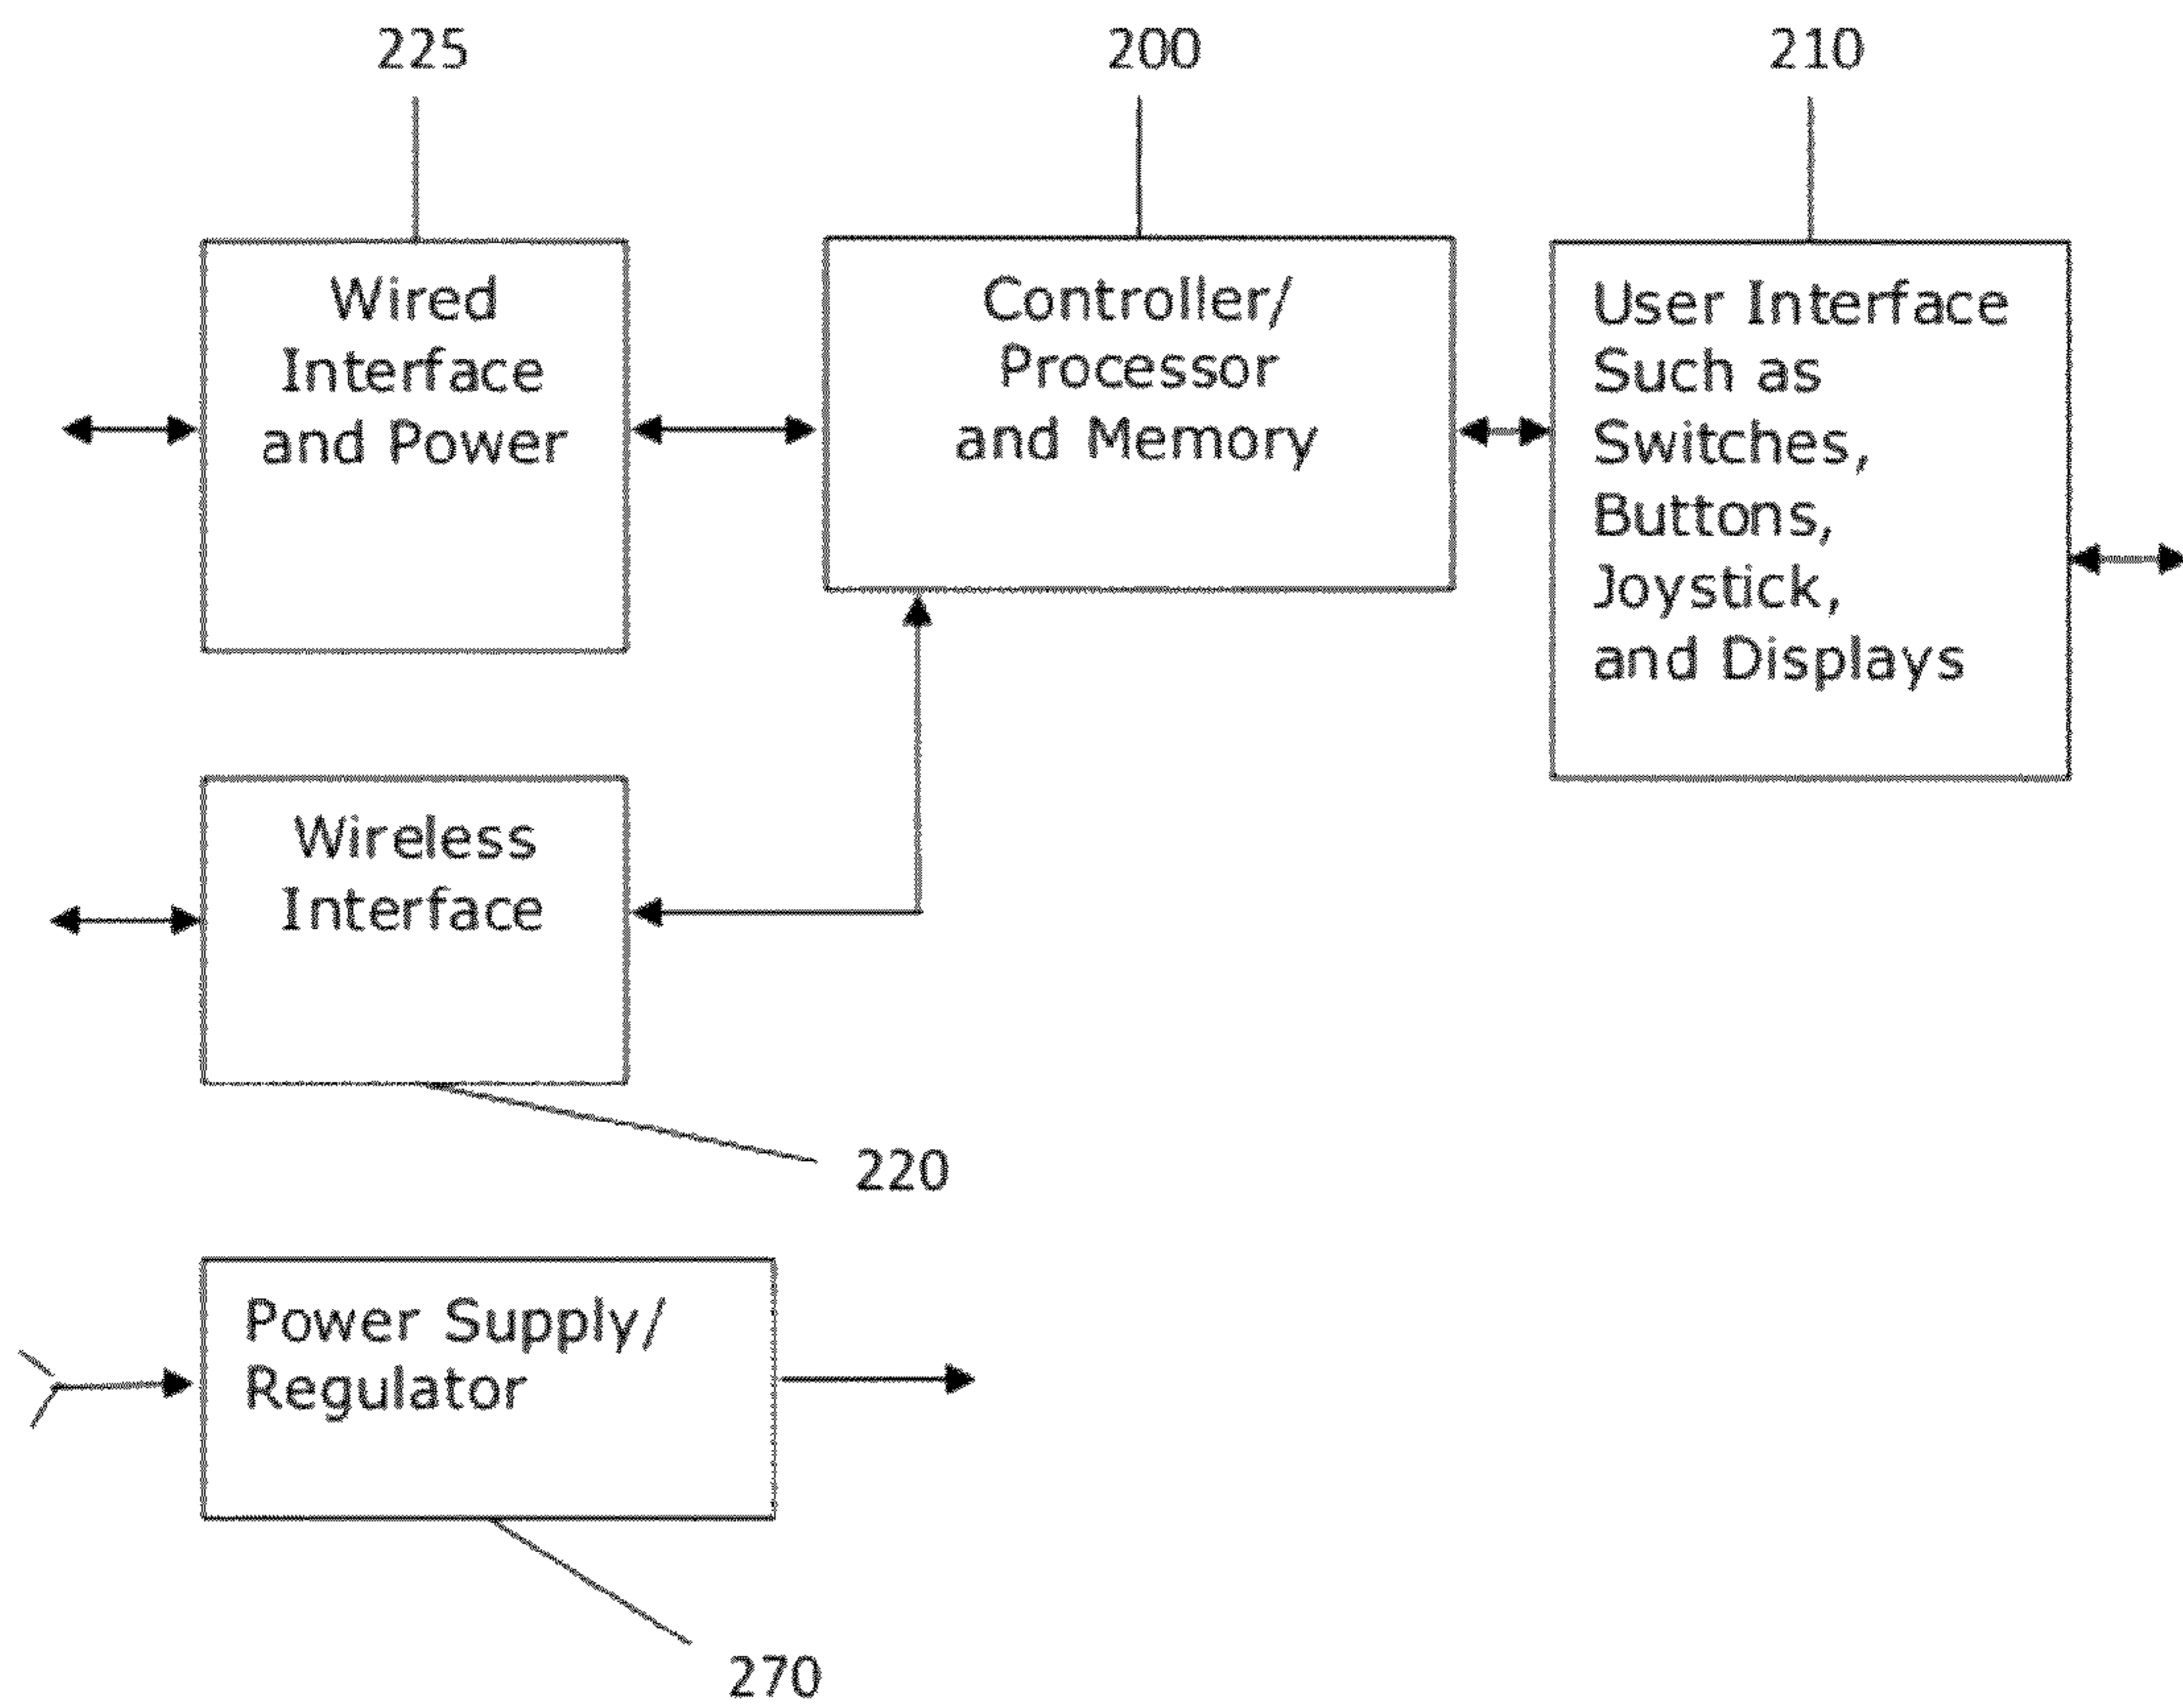 225
200
210
Wired
Interface
and Power
Controller/
Processor
and Memory
User Interface
Such as
Switches,
Buttons,
Joystick,
and Displays
Wireless
Interface
220
Power Supply/
Regulator
270